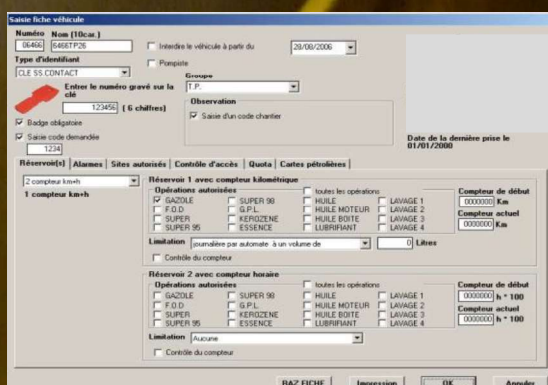 Saisie fiche véhicule
Numéro Nom (10car.)
06466 6466TP26
Interdire le véhicule à partir du 28/08/2006
Type d'identifiant
Pompiste
CLE SS CONTACT
Groupe
T.P.
Entrer le numéro gravé sur la clé
123456 ( 6 chiffres)
Observation
Saisie d'un code chantier
Badge obligatoire
Saisie code demandée
1234
Date de la dernière prise le
01/01/2000
Réservoir(s) Alarmes Sites autorisés Contrôle d'accès Quota Cartes pétrolières
2 compteur km+h
1 compteur km+h
Réservoir 1 avec compteur kilométrique
Opérations autorisées toutes les opérations Compteur de début
GAZOLE SUPER 98 HUILE LAVAGE 1 0000000 Km
F.O.D G.P.L. HUILE MOTEUR LAVAGE 2 Compteur actuel
SUPER KEROZENE HUILE BOITE LAVAGE 3 0000000 Km
SUPER 95 ESSENCE LUBRIFIANT LAVAGE 4
Limitation journalière par automate à un volume de 0 Litres
Contrôle du compteur
Réservoir 2 avec compteur horaire
Opérations autorisées toutes les opérations Compteur de début
GAZOLE SUPER 98 HUILE LAVAGE 1 0000000 h * 100
F.O.D G.P.L. HUILE MOTEUR LAVAGE 2 Compteur actuel
SUPER KEROZENE HUILE BOITE LAVAGE 3 0000000 h * 100
SUPER 95 ESSENCE LUBRIFIANT LAVAGE 4
Limitation Aucune
Contrôle du compteur
RAZ FICHE Impression OK Annuler